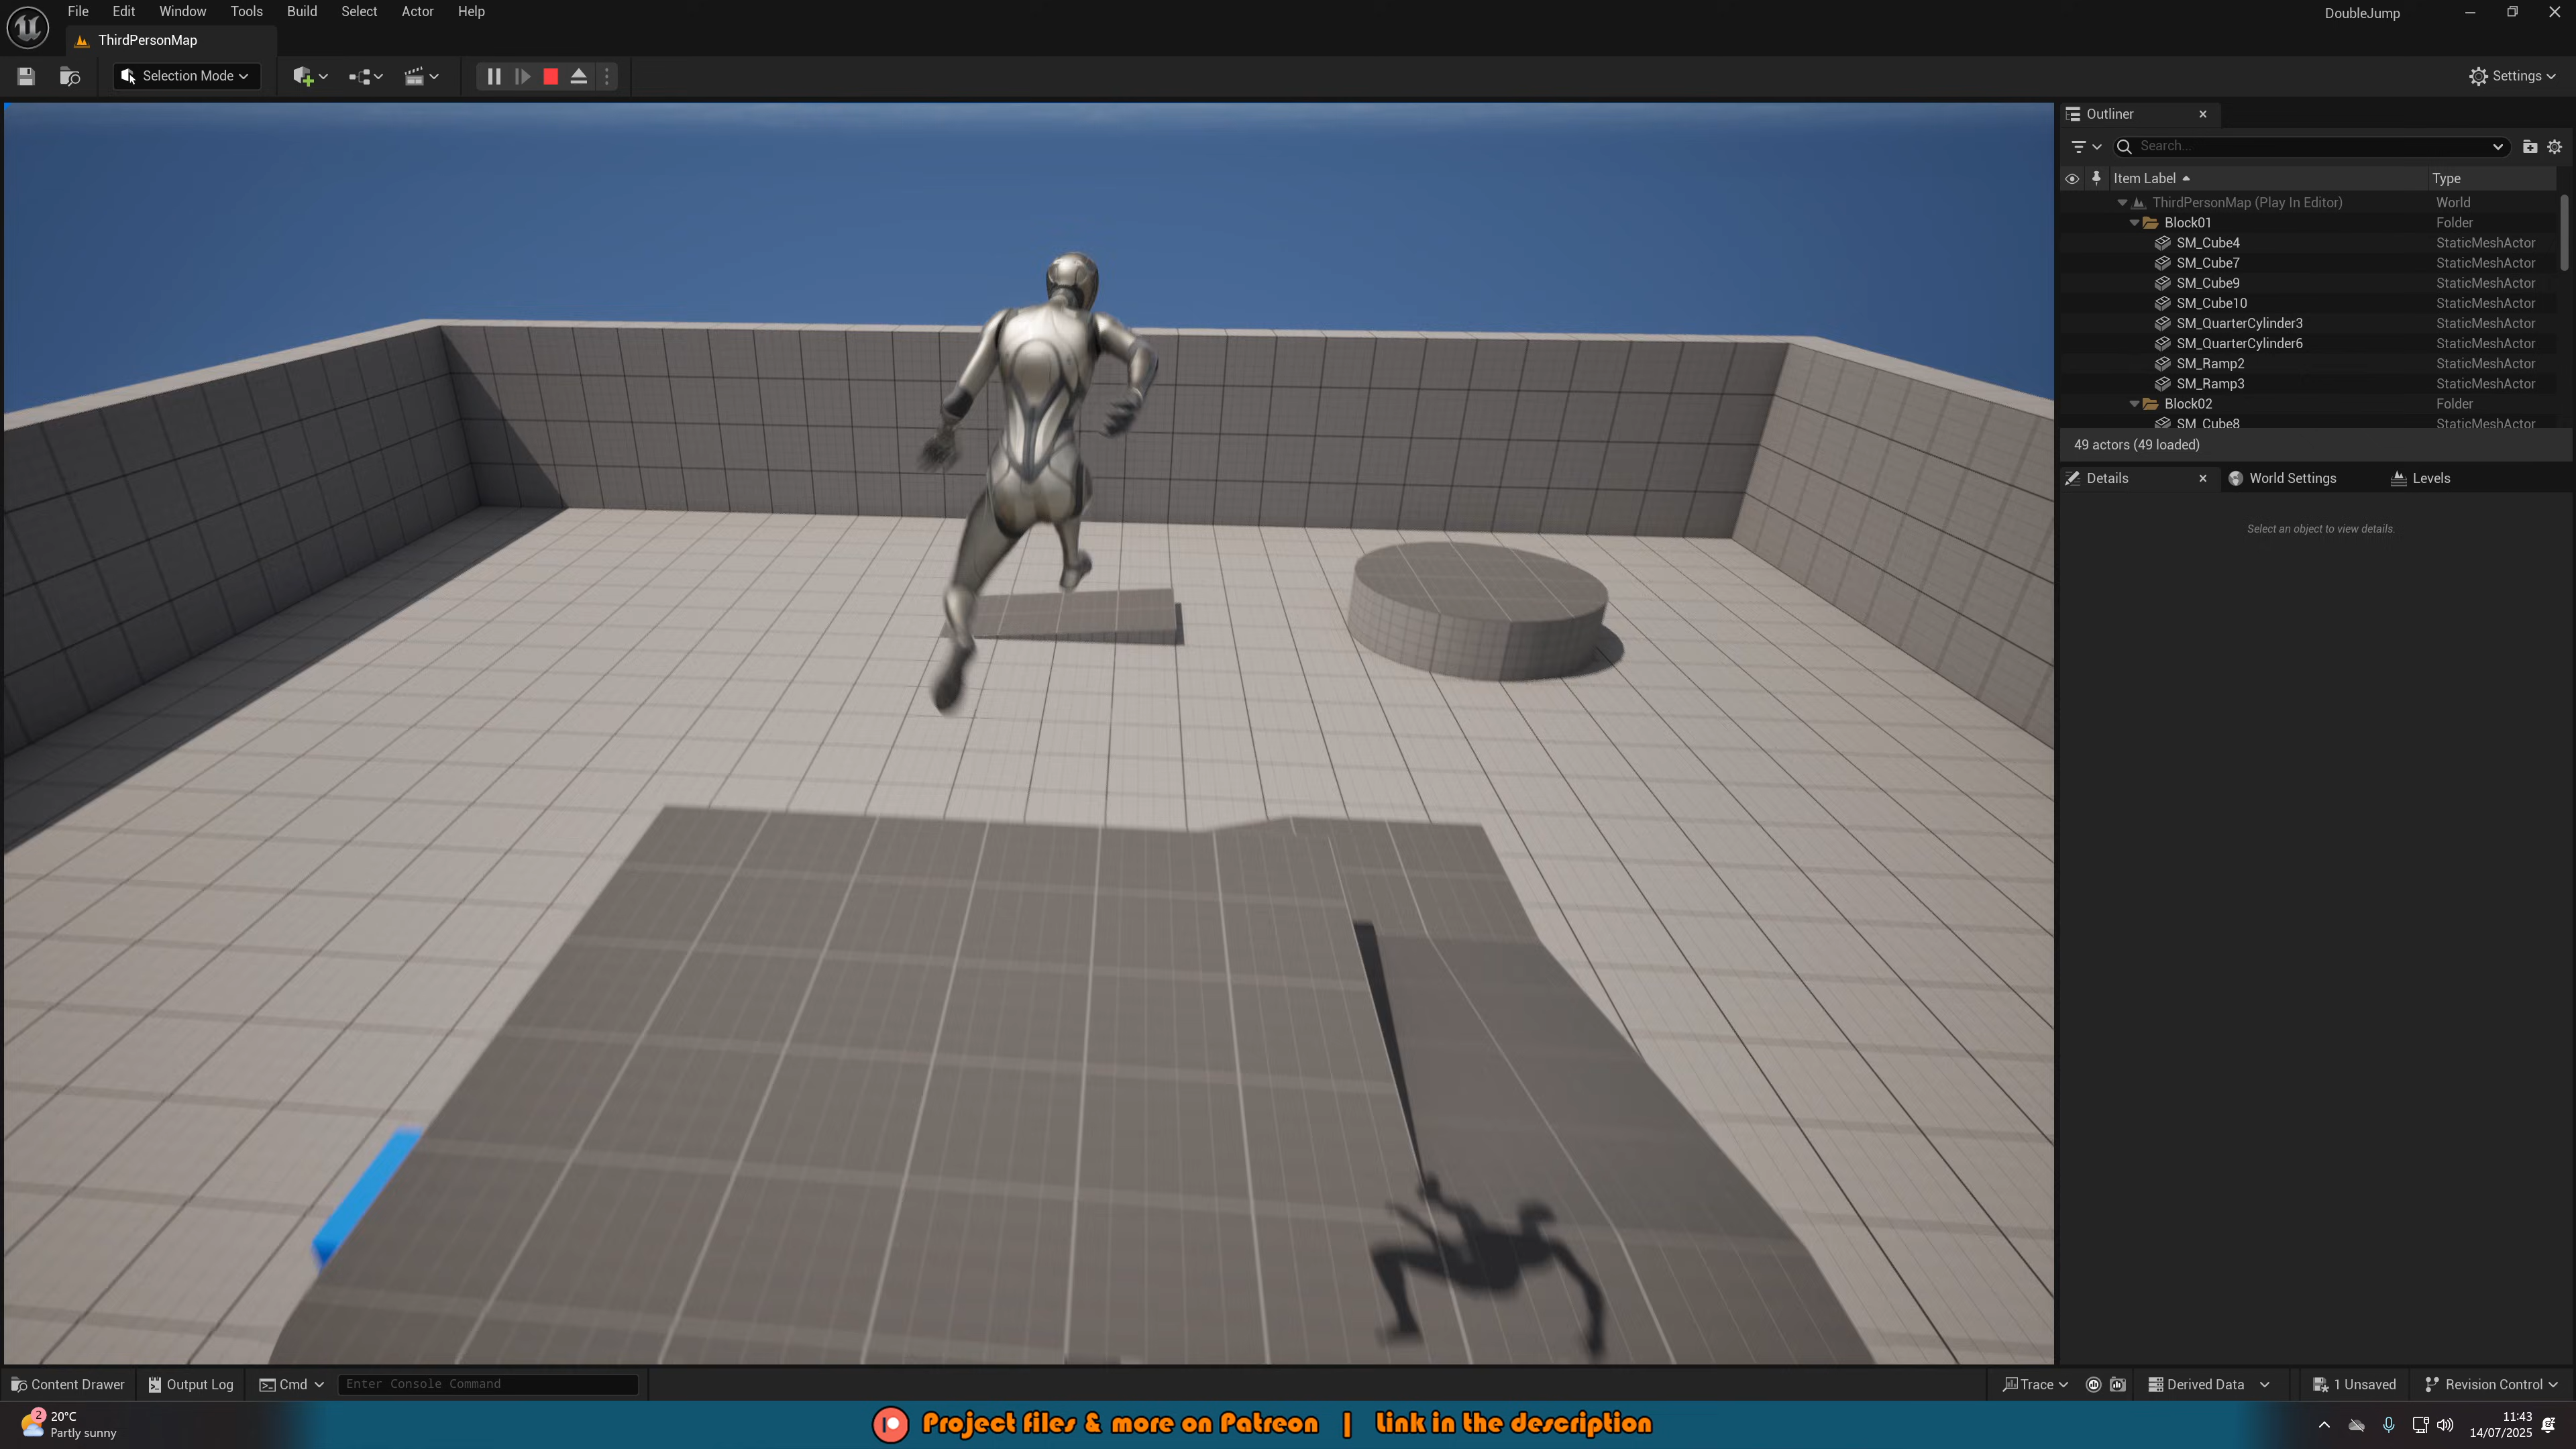 File Edit Window Tools Build Select Actor Help
DoubleJump
ThirdPersonMap
Selection Mode
Settings
Outliner
Search...
Item Label Type
ThirdPersonMap (Play In Editor) World
Block01 Folder
SM_Cube4 StaticMeshActor
SM_Cube7 StaticMeshActor
SM_Cube9 StaticMeshActor
SM_Cube10 StaticMeshActor
SM_QuarterCylinder3 StaticMeshActor
SM_QuarterCylinder6 StaticMeshActor
SM_Ramp2 StaticMeshActor
SM_Ramp3 StaticMeshActor
Block02 Folder
SM_Cube8 StaticMeshActor
49 actors (49 loaded)
Details World Settings Levels
Select an object to view details.
Content Drawer Output Log Cmd Enter Console Command Trace Derived Data 1 Unsaved Revision Control
2 20°C
Partly sunny
Project files & more on Patreon | Link in the description
11:43
14/07/2025